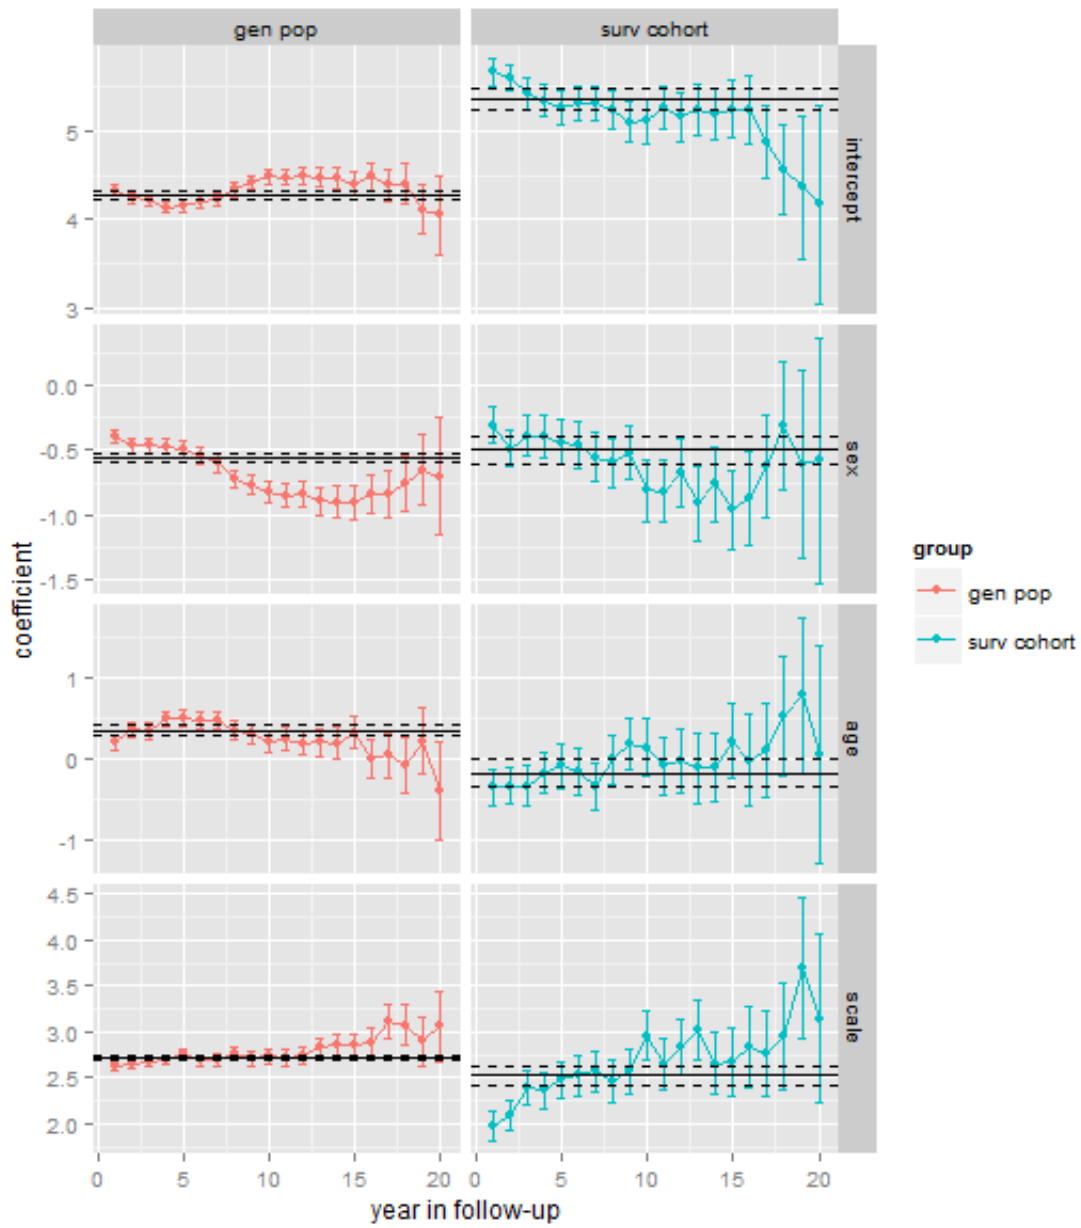 gen pop
surv cohort
5
4
3
intercept
0.0
-0.5
-1.0
-1.5
sex
1
0
-1
age
4.5
4.0
3.5
3.0
2.5
2.0
scale
coefficient
0 5 10 15 20
0 5 10 15 20
year in follow-up
group
gen pop
surv cohort